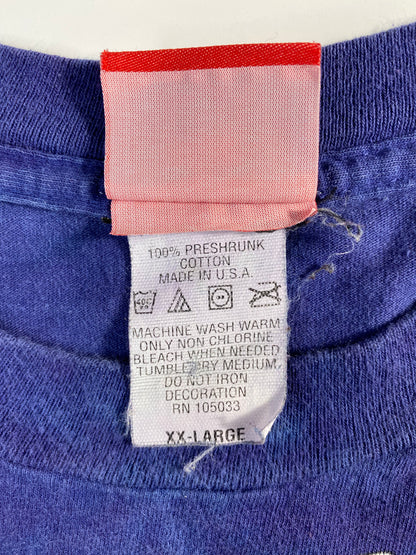 100% PRESHRUNK
COTTON
MADE IN U.S.A.
MACHINE WASH WARM
ONLY NON CHLORINE
BLEACH WHEN NEEDED
TUMBLE DRY MEDIUM
DO NOT IRON
DECORATION
RN 105033
XX-LARGE